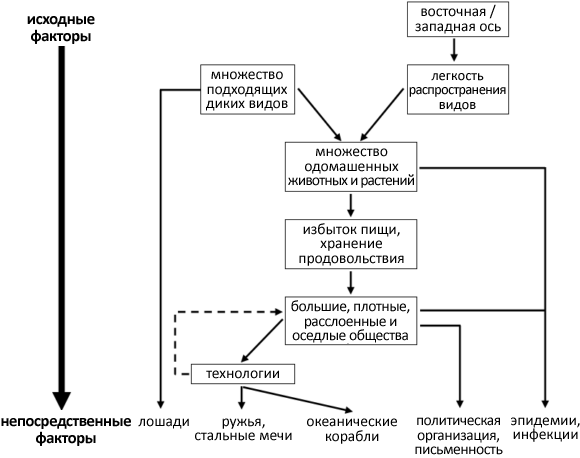 исходные
факторы
восточная /
западная ось
множество
подходящих
диких видов
легкость
распространения
видов
множество
одомашенных
животных и растений
избыток пищи,
хранение
продовольствия
большие, плотные,
расслоенные и
оседлые общества
технологии
непосредственные
факторы
лошади
ружья,
стальные мечи
океанические
корабли
политическая
организация,
письменность
эпидемии,
инфекции